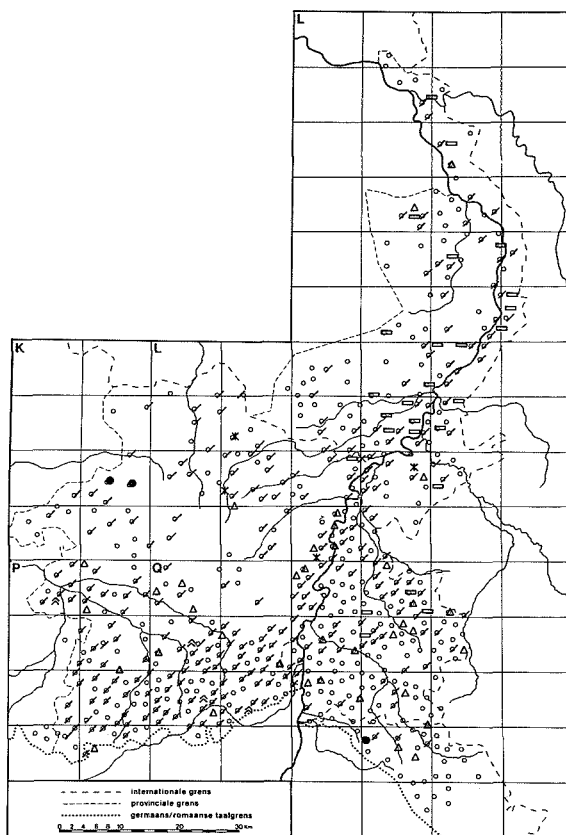 L
K
L
P
Q
internationale grens
provinciale grens
germaans/romaanse taalgrens
0 2 4 6 8 10 20 30 Km